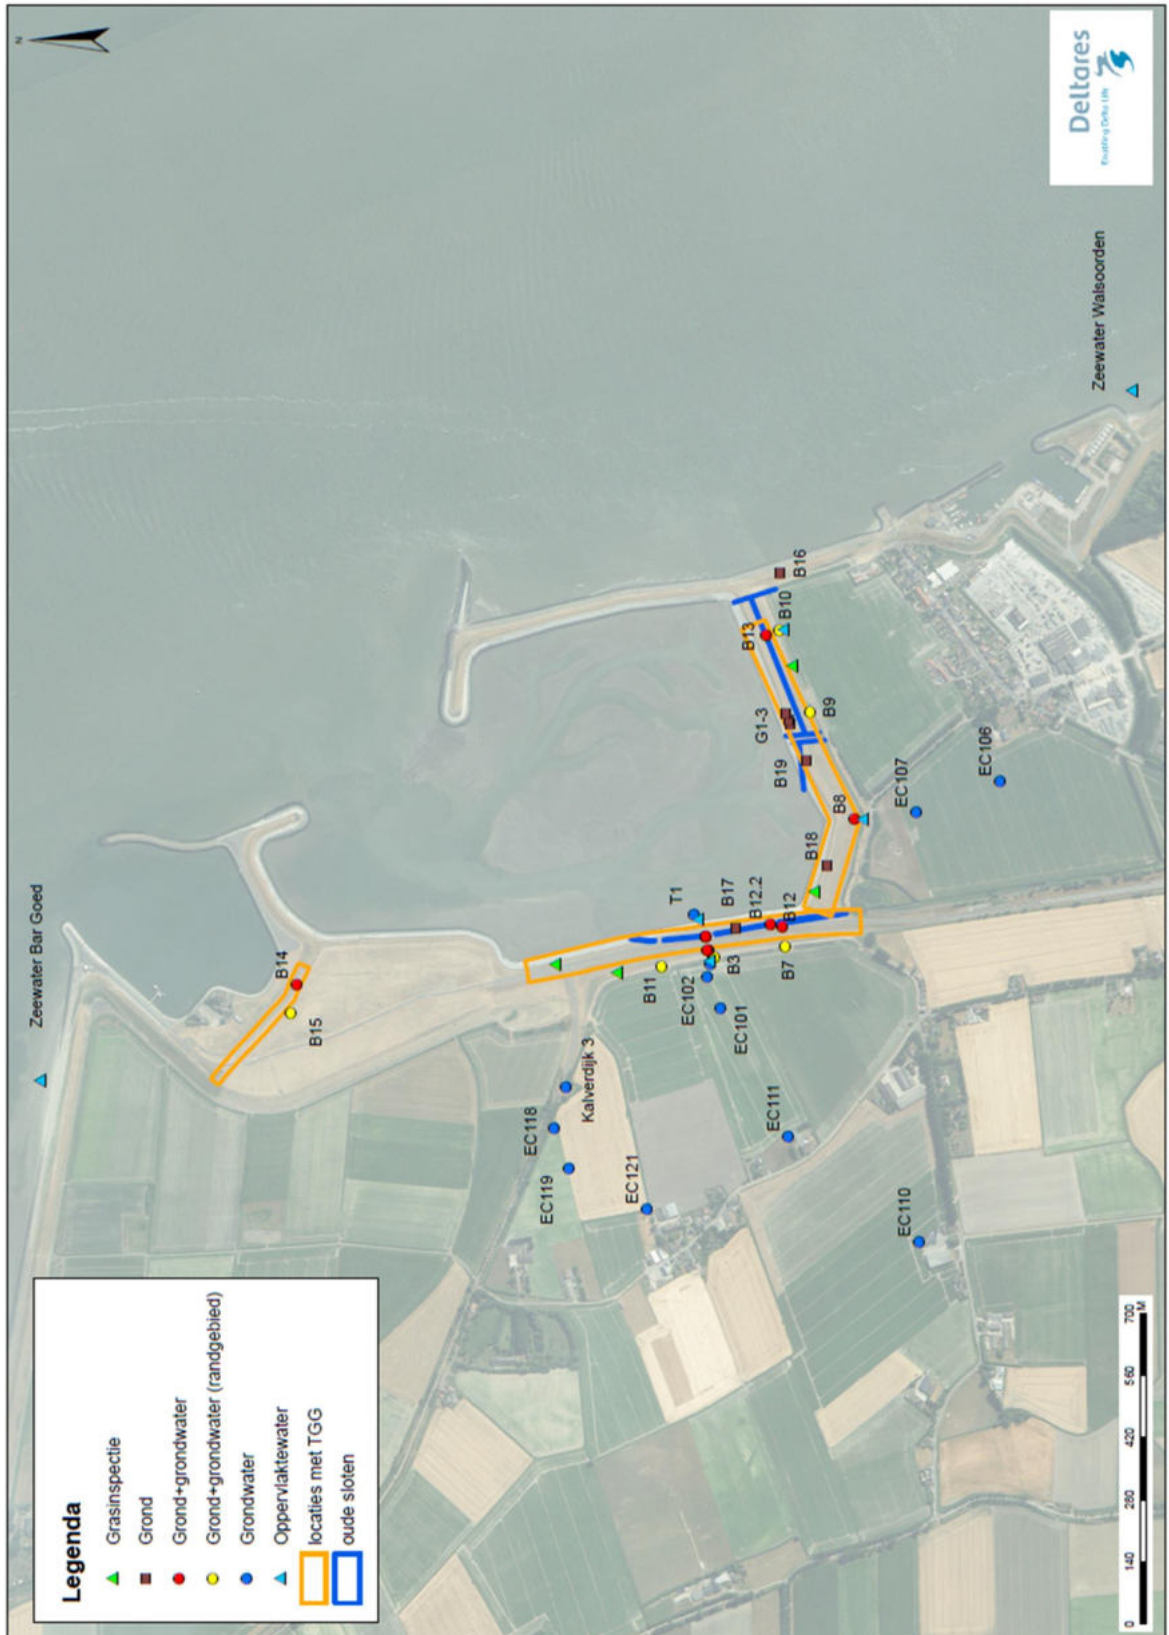 Legenda
Grasinspectie
Grond
Grond+grondwater
Grond+grondwater (randgebied)
Grondwater
Oppervlaktewater
locaties met TGG
oude sloten
Zeewater Bar Goed
N
B14
B15
EC118
EC119
Kalverdijk 3
EC121
EC111
EC110
EC101
EC102
B11
B3
B7
T1
B17
B12.2
B12
B18
B8
B19
G1-3
B13
B9
B10
B16
EC107
EC106
Zeewater Walsoorden
0 140 280 420 560 700
M
Deltares
Enabling Delta Life